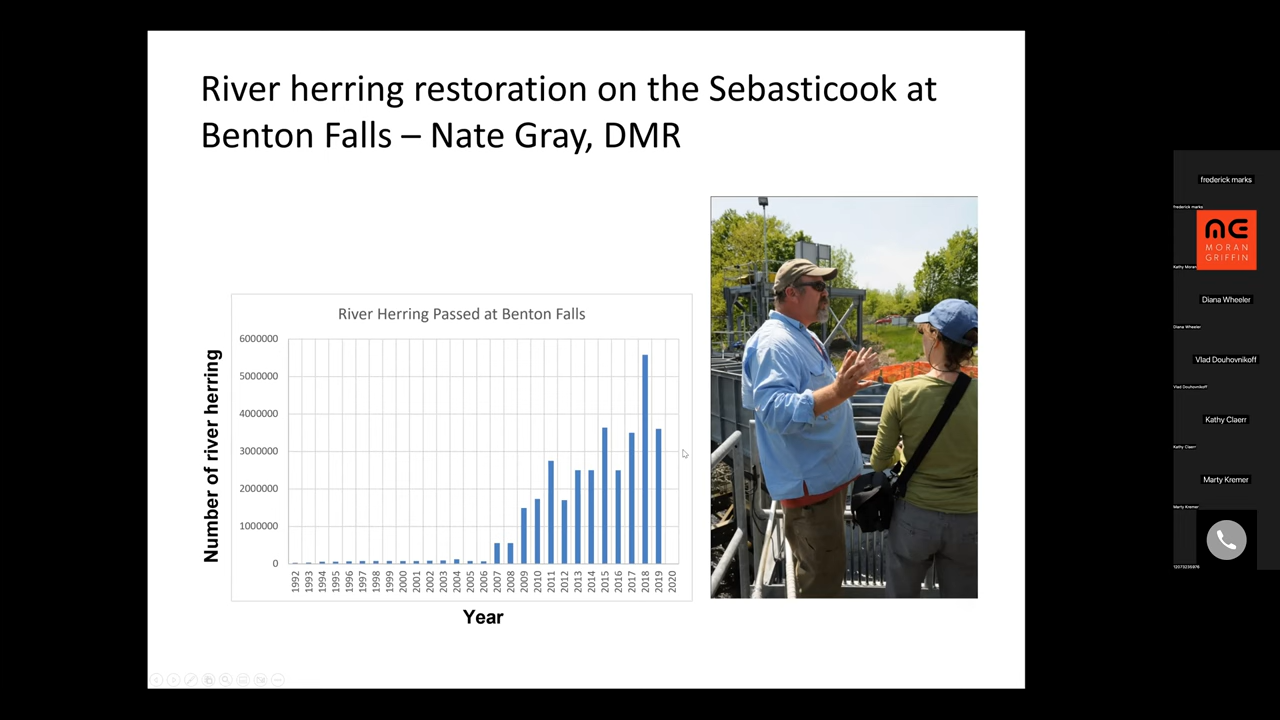 River herring restoration on the Sebasticook at
Benton Falls – Nate Gray, DMR
River Herring Passed at Benton Falls
Number of river herring
6000000
5000000
4000000
3000000
2000000
1000000
0
1992
1993
1994
1995
1996
1997
1998
1999
2000
2001
2002
2003
2004
2005
2006
2007
2008
2009
2010
2011
2012
2013
2014
2015
2016
2017
2018
2019
2020
Year
frederick marks
frederick marks
MORAN
GRIFFIN
Kathy Moran
Diana Wheeler
Diana Wheeler
Vlad Douhovnikoff
Vlad Douhovnikoff
Kathy Claerr
Kathy Claerr
Marty Kremer
Marty Kremer